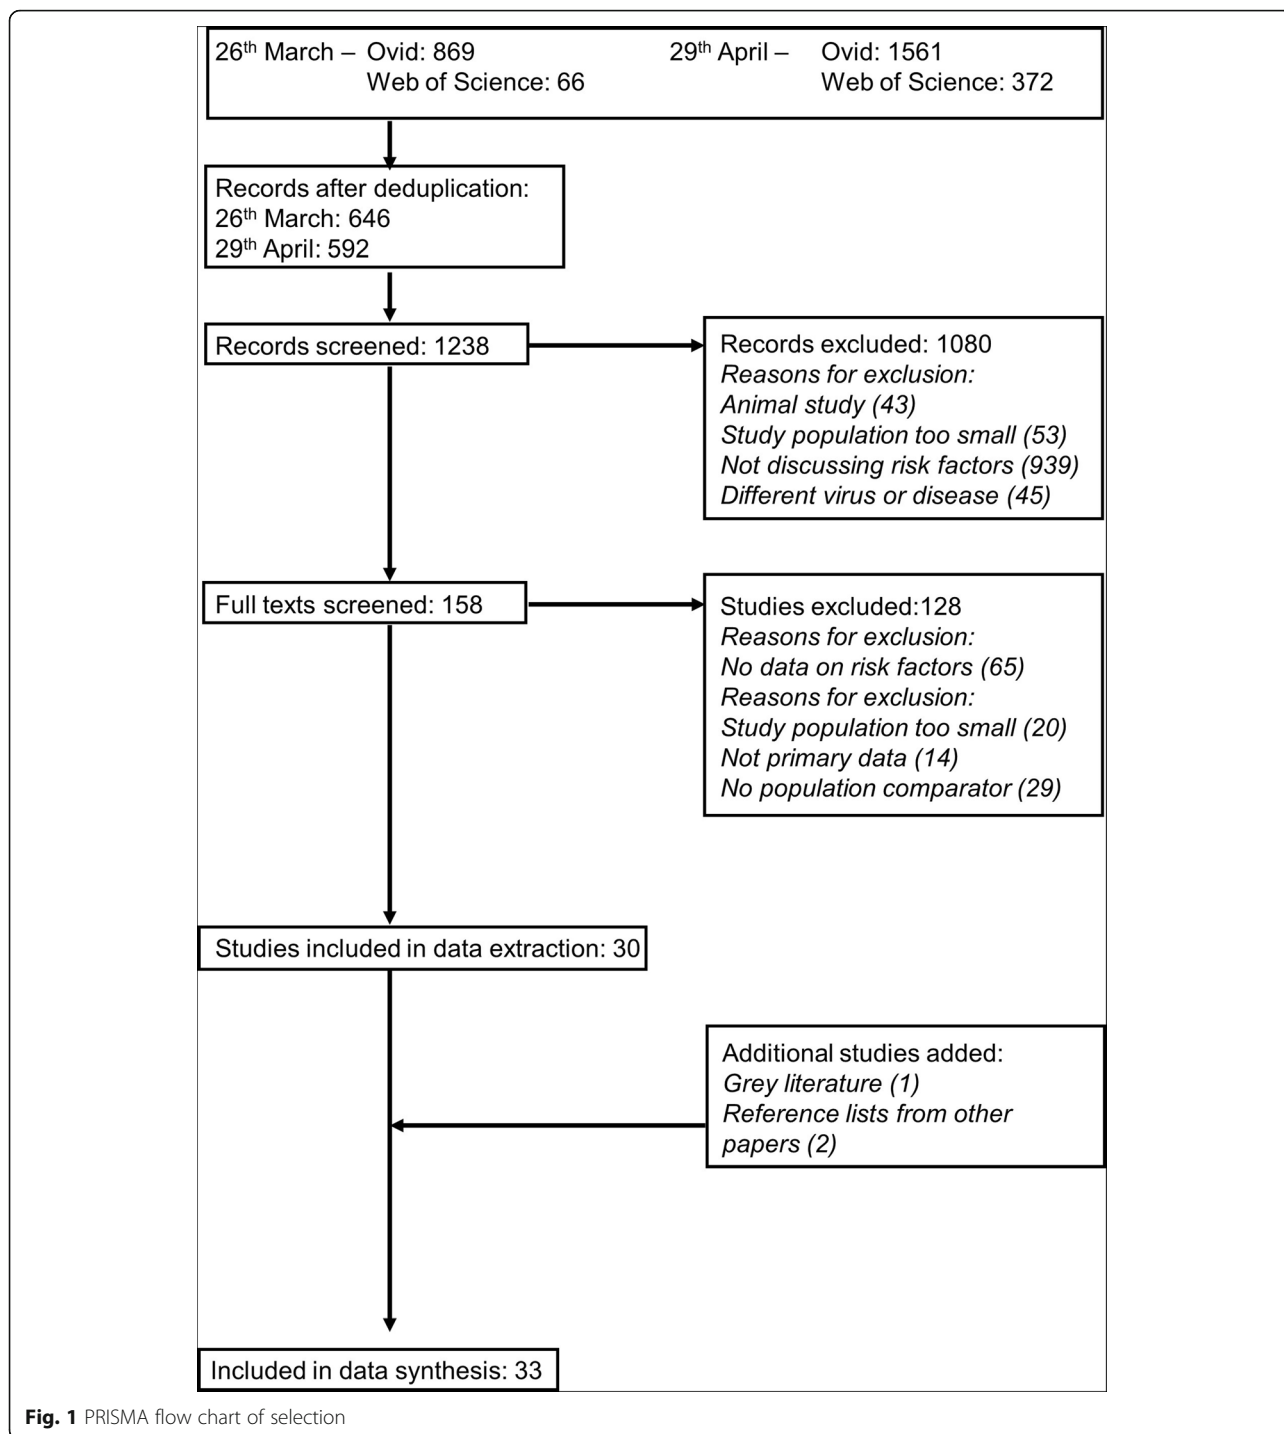 26th March – Ovid: 869 29th April – Ovid: 1561
Web of Science: 66 Web of Science: 372
Records after deduplication:
26th March: 646
29th April: 592
Records screened: 1238
Records excluded: 1080
Reasons for exclusion:
Animal study (43)
Study population too small (53)
Not discussing risk factors (939)
Different virus or disease (45)
Full texts screened: 158
Studies excluded:128
Reasons for exclusion:
No data on risk factors (65)
Reasons for exclusion:
Study population too small (20)
Not primary data (14)
No population comparator (29)
Studies included in data extraction: 30
Additional studies added:
Grey literature (1)
Reference lists from other
papers (2)
Included in data synthesis: 33
Fig. 1 PRISMA flow chart of selection